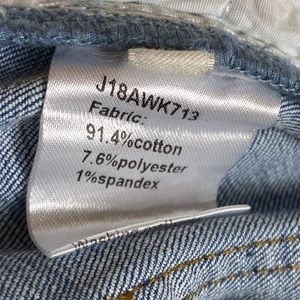 J18AWK713
Fabric:
91.4%cotton
7.6%polyester
1%spandex